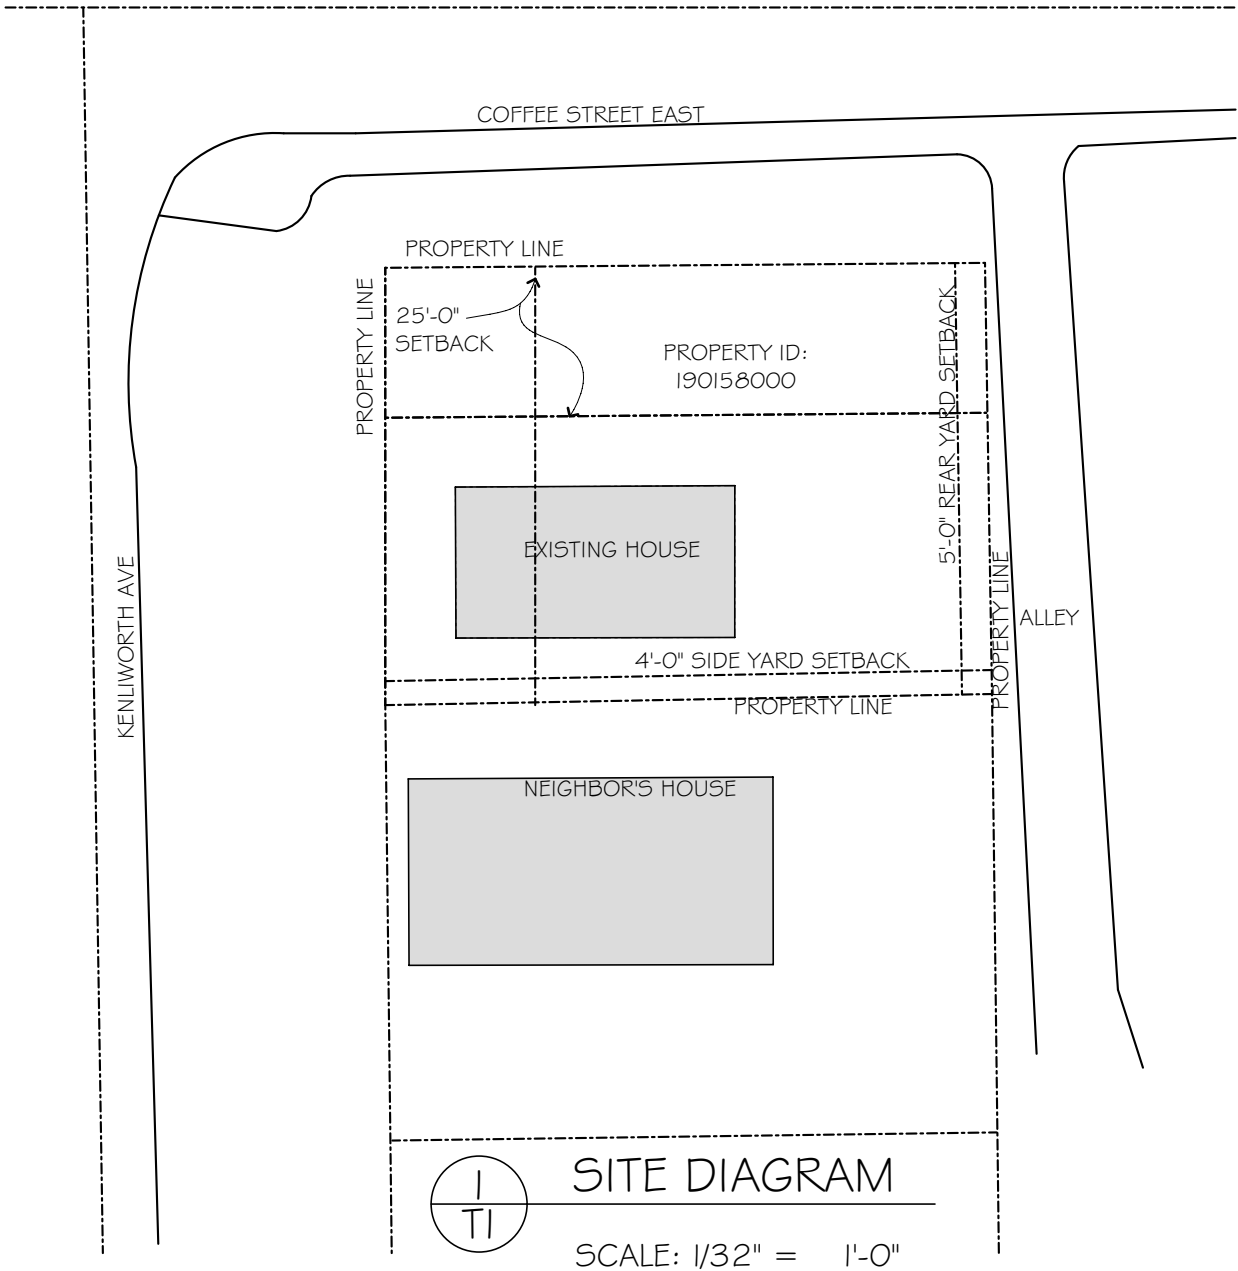 COFFEE STREET EAST
PROPERTY LINE
PROPERTY LINE
25'-0"
SETBACK
PROPERTY ID:
190158000
5'-0" REAR YARD SETBACK
EXISTING HOUSE
KENLIWORTH AVE
PROPERTY LINE
ALLEY
4'-0" SIDE YARD SETBACK
PROPERTY LINE
NEIGHBOR'S HOUSE
1
T1
SITE DIAGRAM
SCALE: 1/32" = 1'-0"